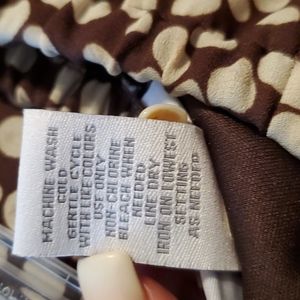 MACHINE WASH
COLD
GENTLE CYCLE
WITH LIKE COLORS
USE ONLY
NON-CHLORINE
BLEACH WHEN
NEEDED
LINE DRY
IRON ON LOWEST
SETTING
AS NEEDED